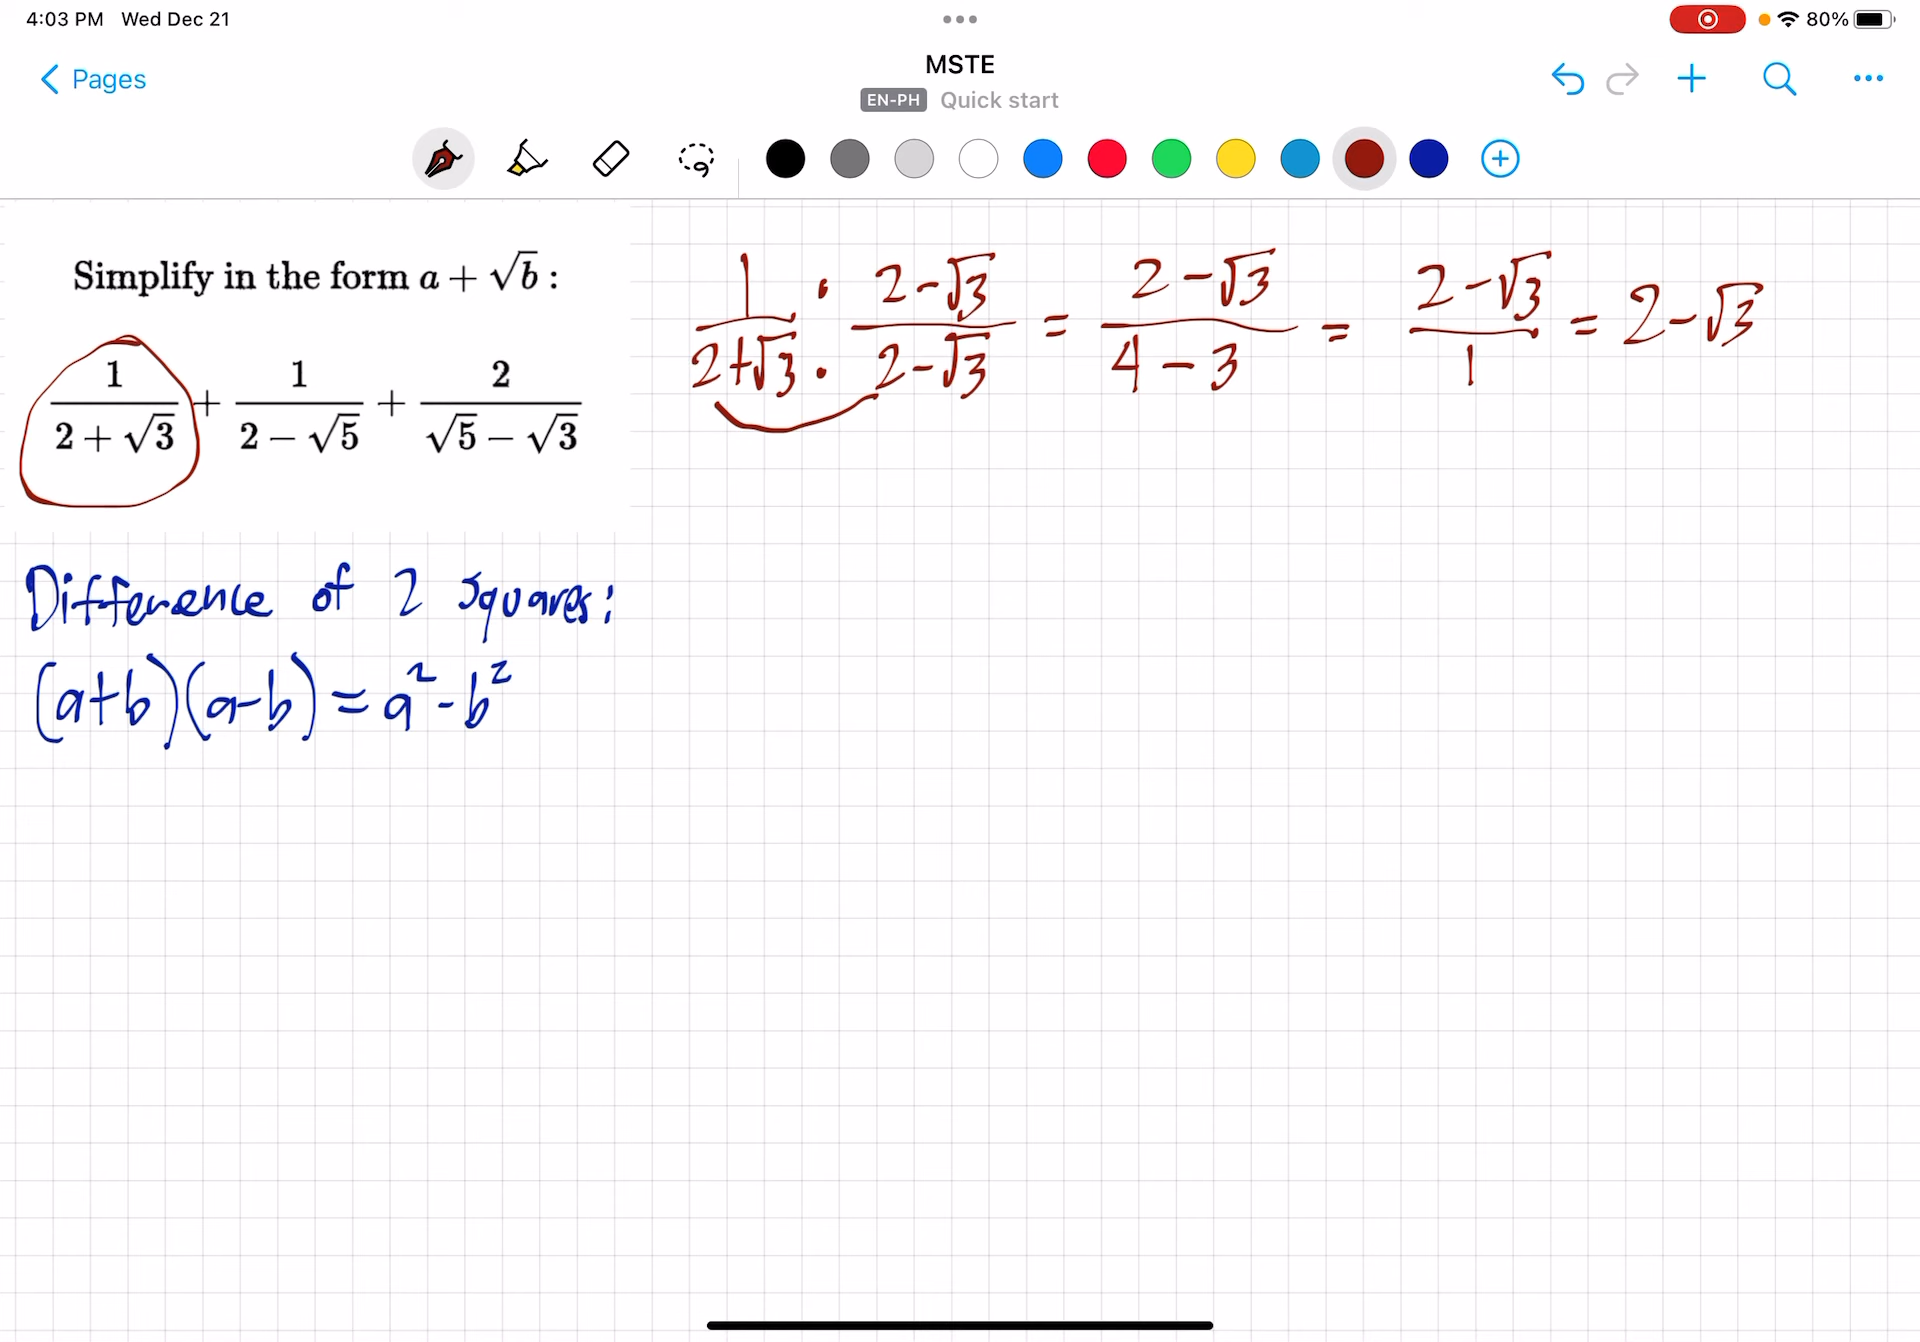 4:03 PM Wed Dec 21
80%
Pages
MSTE
EN-PH Quick start
Simplify in the form a + √b :
1/(2 + √3) + 1/(2 − √5) + 2/(√5 − √3)
1/(2+√3) · (2-√3)/(2-√3) = (2-√3)/(4-3) = (2-√3)/1 = 2-√3
Difference of 2 squares:
(a+b)(a-b) = a²-b²